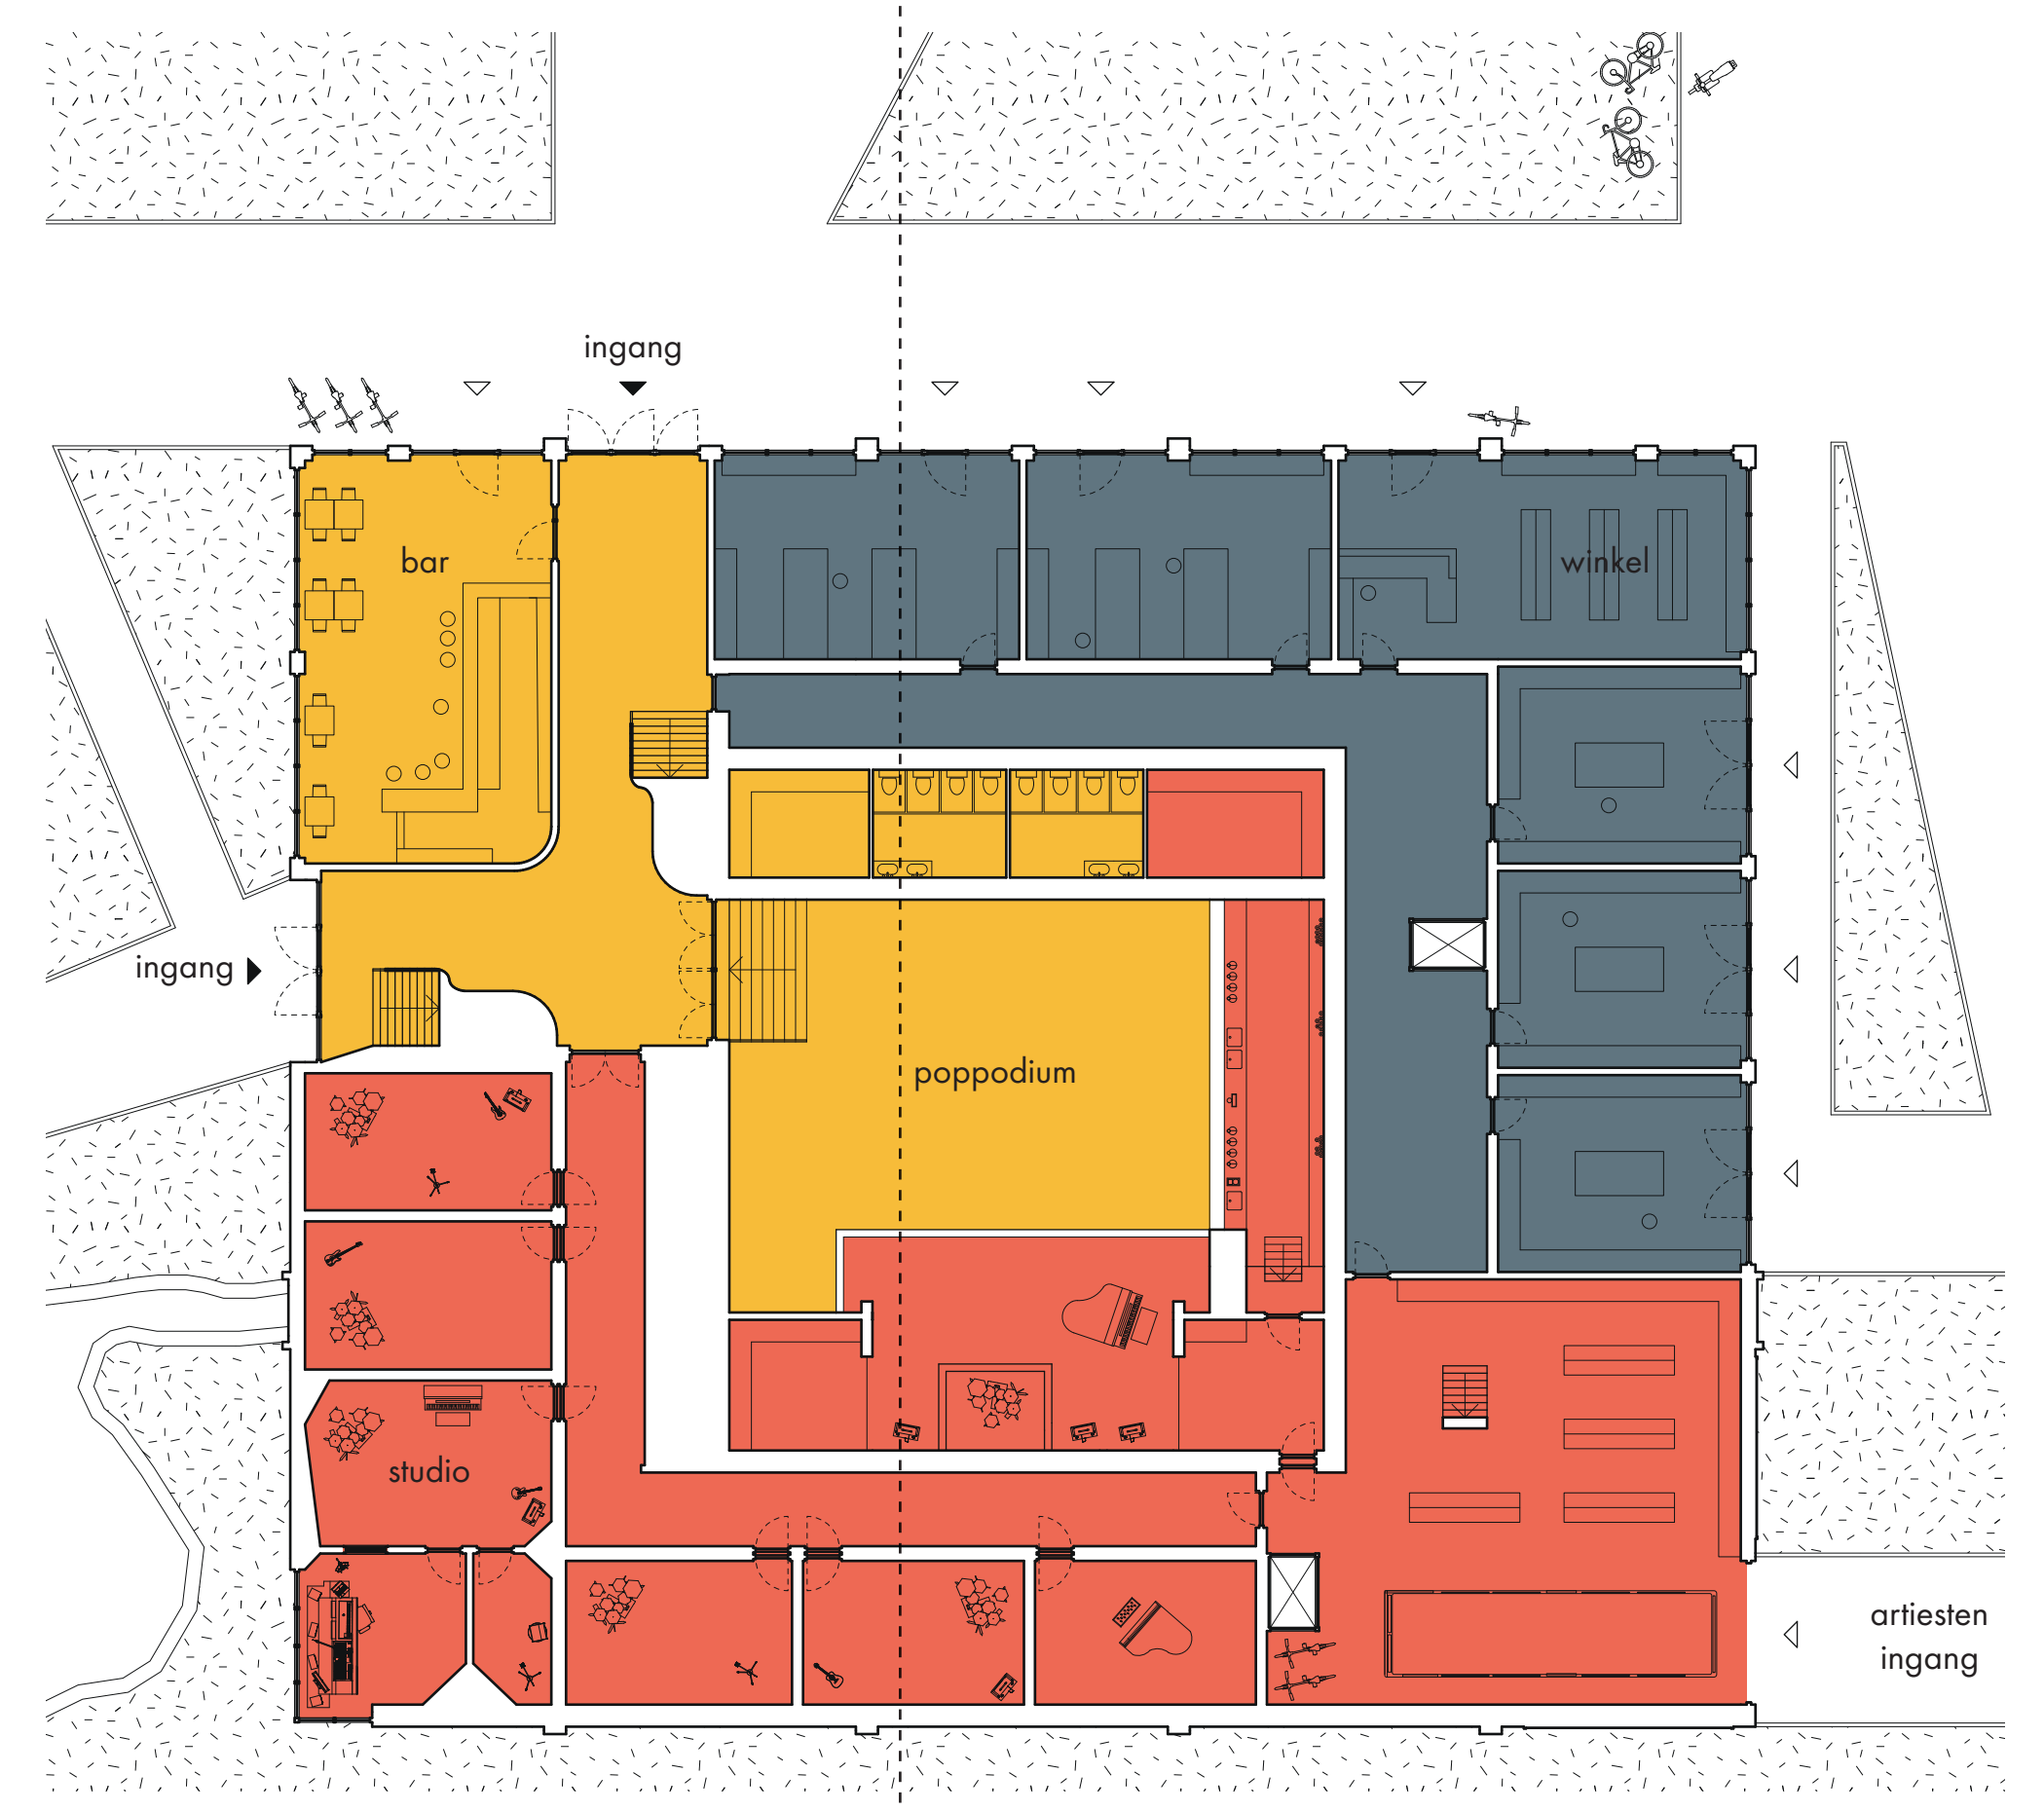 ingang
bar
winkel
ingang
poppodium
studio
artiesten
ingang